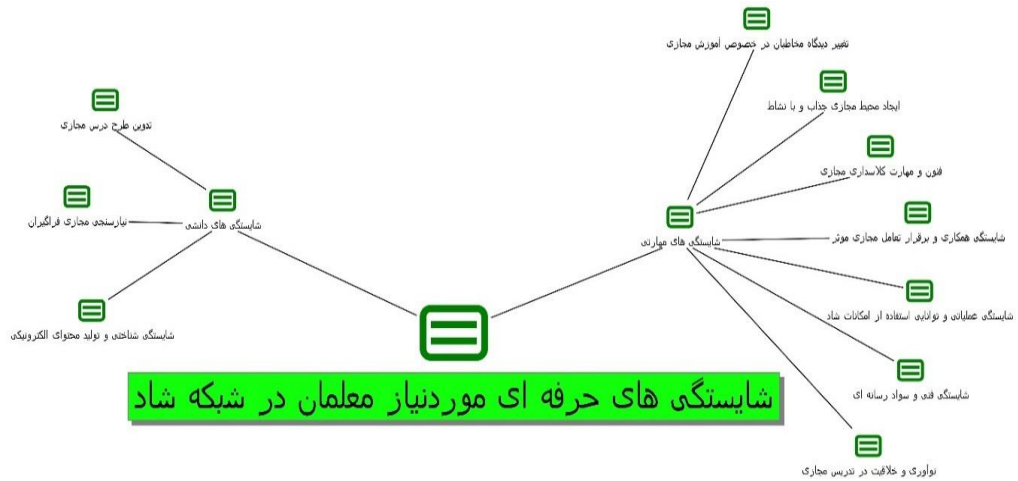 تغییر دیدگاه مخاطبان در خصوص آموزش مجازی
ایجاد محیط مجازی جذاب و با نشاط
فنون و مهارت کلاسداری مجازی
شایستگی همکاری و برقرار تعامل مجازی موثر
شایستگی های مهارتی
شایستگی عملیاتی و توانایی استفاده از امکانات شاد
شایستگی فنی و سواد رسانه ای
نوآوری و خلاقیت در تدریس مجازی
تدوین طرح درس مجازی
نیازسنجی مجازی فراگیران
شایستگی های دانشی
شایستگی شناختی و تولید محتوای الکترونیکی
شایستگی های حرفه ای موردنیاز معلمان در شبکه شاد